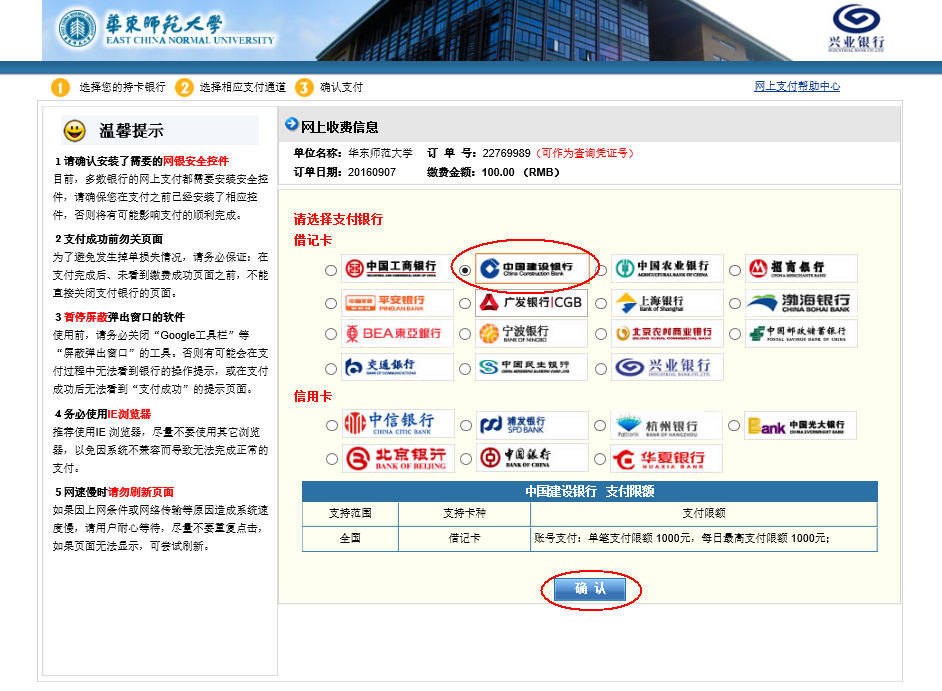 華東師範大學
EAST CHINA NORMAL UNIVERSITY
兴业银行
INDUSTRIAL BANK CO.,LTD.
1 选择您的持卡银行 2 选择相应支付通道 3 确认支付
网上支付帮助中心
温馨提示
1 请确认安装了需要的网银安全控件
目前，多数银行的网上支付都需要安装安全控
件，请确保您在支付之前已经安装了相应控
件，否则将有可能影响支付的顺利完成。
2 支付成功前勿关页面
为了避免发生掉单损失情况，请务必保证：在
支付完成后、未看到缴费成功页面之前，不能
直接关闭支付银行的页面。
3 暂停屏蔽弹出窗口的软件
使用前，请务必关闭“Google工具栏”等
“屏蔽弹出窗口”的工具。否则有可能会在支
付过程中无法看到银行的操作提示，或在支付
成功后无法看到“支付成功”的提示页面。
4 务必使用IE浏览器
推荐使用IE 浏览器，尽量不要使用其它浏览
器，以免因系统不兼容而导致无法完成正常的
支付。
5 网速慢时请勿刷新页面
如果因上网条件或网络传输等原因造成系统速
度慢，请用户耐心等待，尽量不要重复点击，
如果页面无法显示，可尝试刷新。
网上收费信息
单位名称： 华东师范大学 订 单 号： 22769989（可作为查询凭证号）
订单日期： 20160907 缴费金额： 100.00 （RMB）
请选择支付银行
借记卡
中国工商银行 中国建设银行 China Construction Bank 中国农业银行 AGRICULTURAL BANK OF CHINA 招商银行 CHINA MERCHANTS BANK
平安银行 PING AN BANK 广发银行|CGB 上海银行 Bank of Shanghai 渤海银行 CHINA BOHAI BANK
BEA東亞銀行 宁波银行 BANK OF NINGBO 北京农村商业银行 BEIJING RURAL COMMERCIAL BANK 中国邮政储蓄银行 POSTAL SAVINGS BANK OF CHINA
交通银行 BANK OF COMMUNICATIONS 中国民生银行 兴业银行 INDUSTRIAL BANK CO.,LTD.
信用卡
中信银行 CHINA CITIC BANK 浦发银行 SPD BANK 杭州银行 BANK OF HANGZHOU Bank 中国光大银行 CHINA EVERBRIGHT BANK
北京银行 BANK OF BEIJING 中国银行 BANK OF CHINA 华夏银行 HUAXIA BANK
中国建设银行 支付限额
支持范围 支持卡种 支付限额
全国 借记卡 账号支付：单笔支付限额 1000元，每日最高支付限额 1000元；
确 认